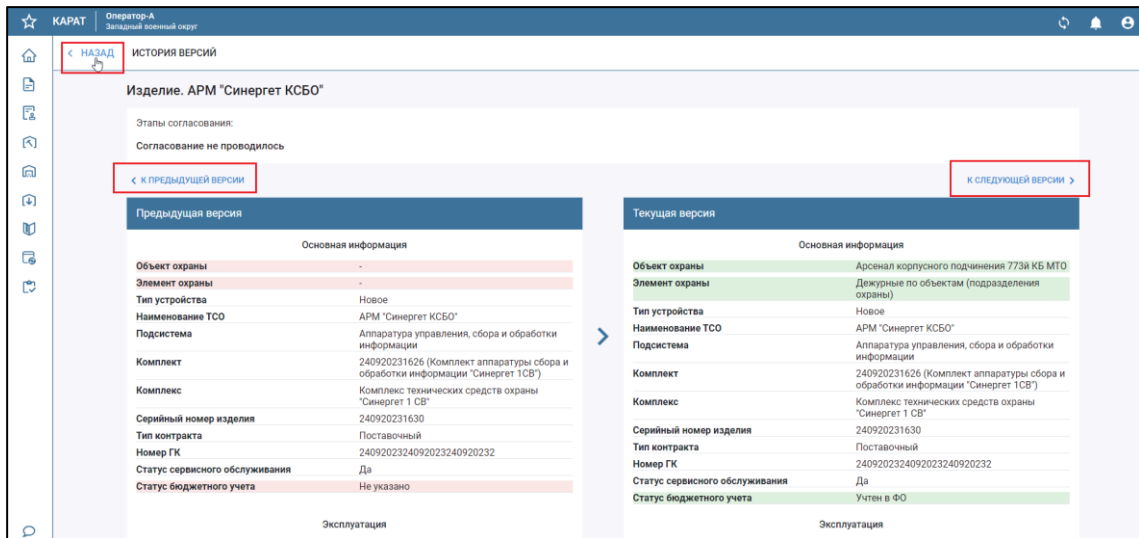 КАРАТ
Оператор-А
Западный военный округ
НАЗАД
ИСТОРИЯ ВЕРСИЙ
Изделие. АРМ "Синергет КСБО"
Этапы согласования:
Согласование не проводилось
К ПРЕДЫДУЩЕЙ ВЕРСИИ
К СЛЕДУЮЩЕЙ ВЕРСИИ
Предыдущая версия
Основная информация
Объект охраны -
Элемент охраны -
Тип устройства Новое
Наименование ТСО АРМ "Синергет КСБО"
Подсистема Аппаратура управления, сбора и обработки
информации
Комплект 240920231626 (Комплект аппаратуры сбора и
обработки информации "Синергет 1СВ")
Комплекс Комплекс технических средств охраны
"Синергет 1 СВ"
Серийный номер изделия 240920231630
Тип контракта Поставочный
Номер ГК 2409202324092023240920232
Статус сервисного обслуживания Да
Статус бюджетного учета Не указано
Эксплуатация
Текущая версия
Основная информация
Объект охраны Арсенал корпусного подчинения 773й КБ МТО
Элемент охраны Дежурные по объектам (подразделения
охраны)
Тип устройства Новое
Наименование ТСО АРМ "Синергет КСБО"
Подсистема Аппаратура управления, сбора и обработки
информации
Комплект 240920231626 (Комплект аппаратуры сбора и
обработки информации "Синергет 1СВ")
Комплекс Комплекс технических средств охраны
"Синергет 1 СВ"
Серийный номер изделия 240920231630
Тип контракта Поставочный
Номер ГК 2409202324092023240920232
Статус сервисного обслуживания Да
Статус бюджетного учета Учтен в ФО
Эксплуатация